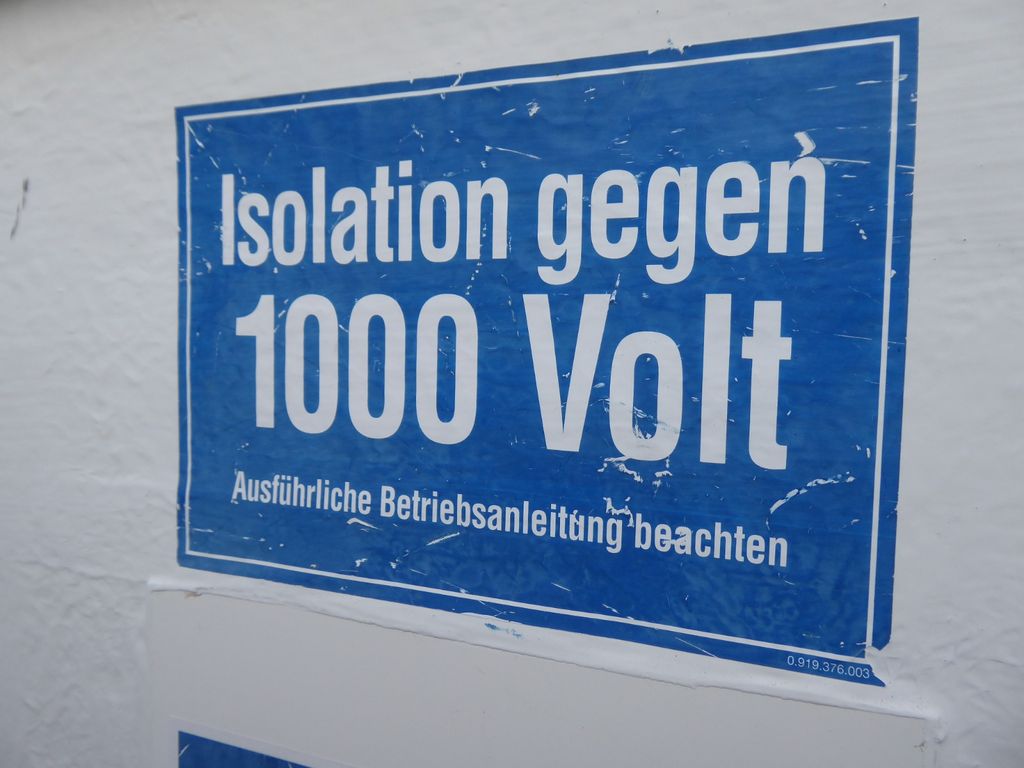 Isolation gegen
1000 Volt
Ausführliche Betriebsanleitung beachten
0.919.376.003